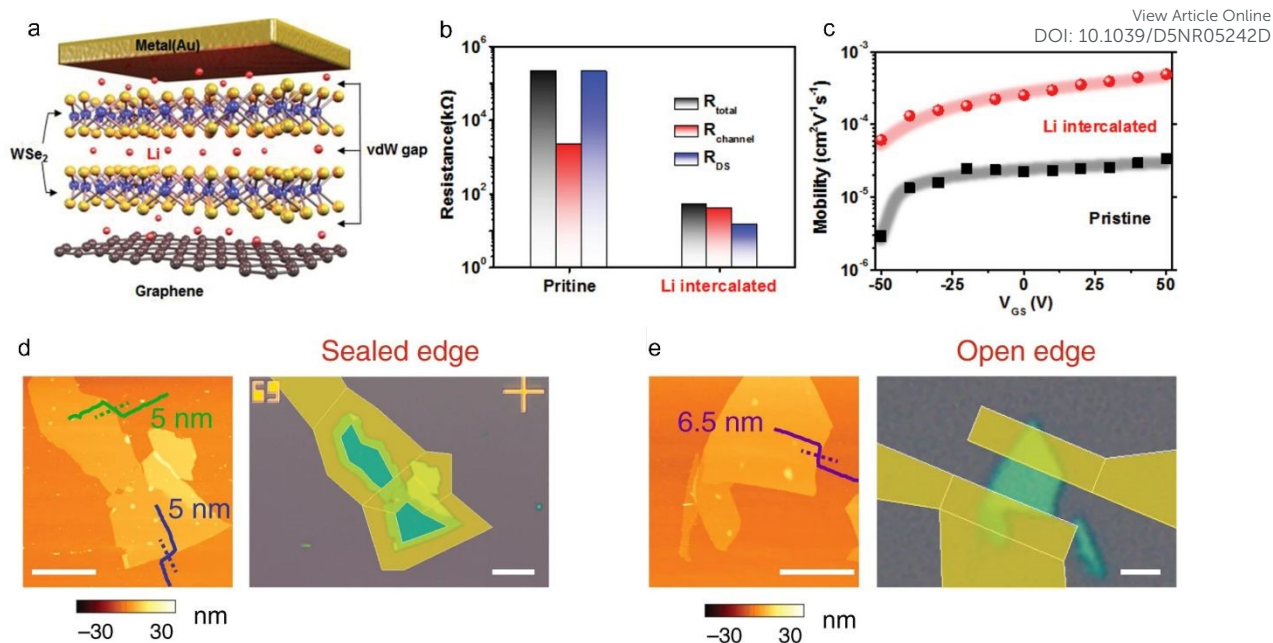 View Article Online
DOI: 10.1039/D5NR05242D
a
Metal(Au)
WSe2
Li
vdW gap
Graphene
b
Resistance(kΩ)
10^6
10^4
10^2
10^0
R_total
R_channel
R_DS
Pritine
Li intercalated
c
Mobility (cm^2V^-1s^-1)
10^-3
10^-4
10^-5
10^-6
Li intercalated
Pristine
-50
-25
0
25
50
V_GS (V)
d
Sealed edge
5 nm
5 nm
69
−30
30
nm
e
Open edge
6.5 nm
−30
30
nm